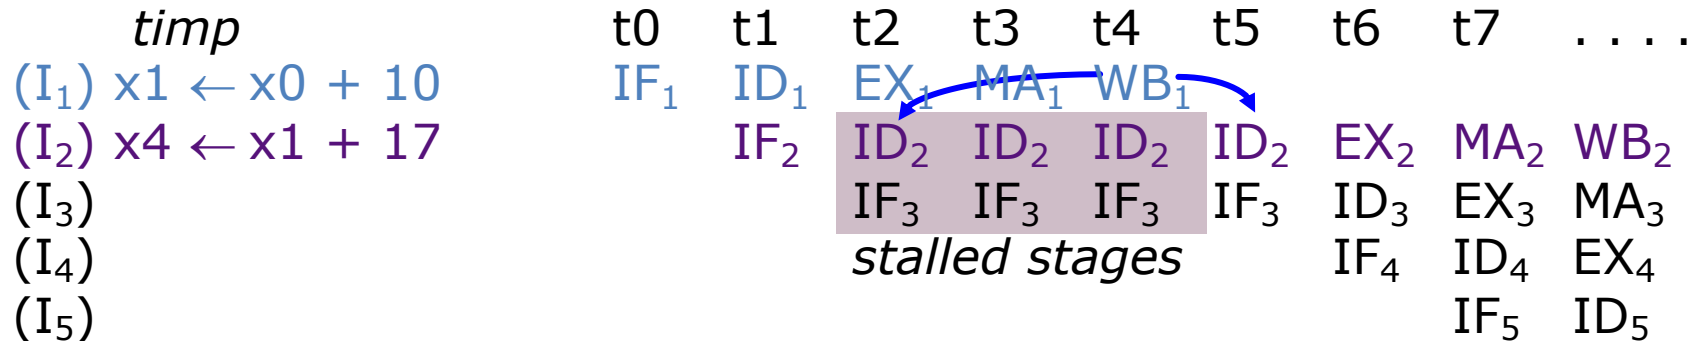 timp t0 t1 t2 t3 t4 t5 t6 t7 . . . .
(I₁) x1 ← x0 + 10 IF₁ ID₁ EX₁ MA₁ WB₁
(I₂) x4 ← x1 + 17 IF₂ ID₂ ID₂ ID₂ ID₂ EX₂ MA₂ WB₂
(I₃) IF₃ IF₃ IF₃ IF₃ ID₃ EX₃ MA₃
(I₄) stalled stages IF₄ ID₄ EX₄
(I₅) IF₅ ID₅